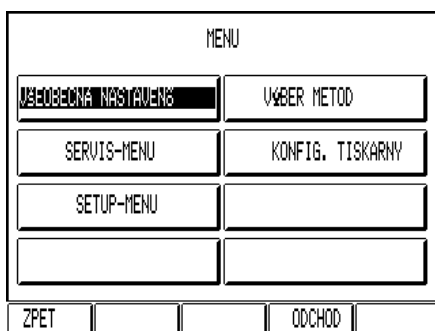 MENU
VŠEOBECNÁ NASTAVENÍ
VÝBER METOD
SERVIS-MENU
KONFIG. TISKARNY
SETUP-MENU
ZPET
ODCHOD